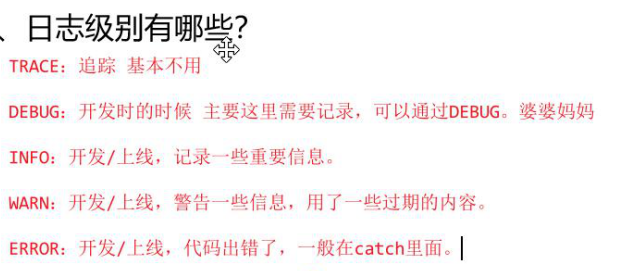 、日志级别有哪些？
TRACE：追踪 基本不用
DEBUG：开发时的时候 主要这里需要记录，可以通过DEBUG。婆婆妈妈
INFO：开发/上线，记录一些重要信息。
WARN：开发/上线，警告一些信息，用了一些过期的内容。
ERROR：开发/上线，代码出错了，一般在catch里面。